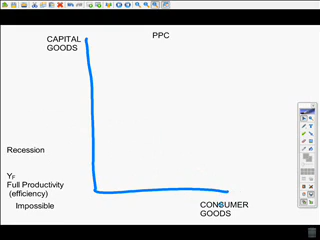 CAPITAL
GOODS
PPC
Recession
YF
Full Productivity
(efficiency)
Impossible
CONSUMER
GOODS